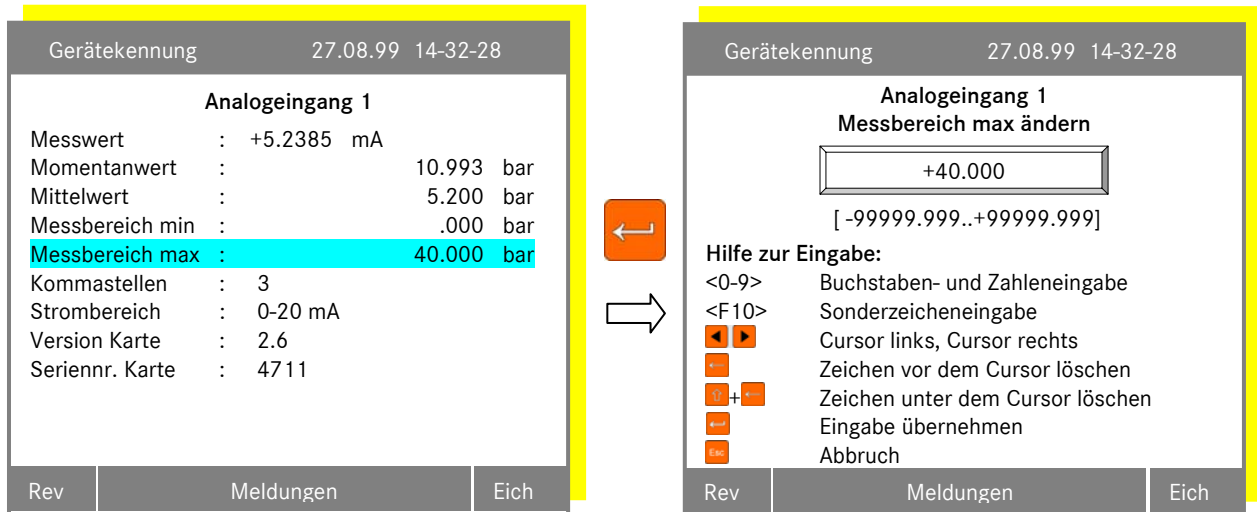 Gerätekennung 27.08.99 14-32-28
Analogeingang 1
Messwert : +5.2385 mA
Momentanwert : 10.993 bar
Mittelwert : 5.200 bar
Messbereich min : .000 bar
Messbereich max : 40.000 bar
Kommastellen : 3
Strombereich : 0-20 mA
Version Karte : 2.6
Seriennr. Karte : 4711
Rev Meldungen Eich
Gerätekennung 27.08.99 14-32-28
Analogeingang 1
Messbereich max ändern
+40.000
[ -99999.999..+99999.999]
Hilfe zur Eingabe:
<0-9> Buchstaben- und Zahleneingabe
<F10> Sonderzeicheneingabe
Cursor links, Cursor rechts
Zeichen vor dem Cursor löschen
+ Zeichen unter dem Cursor löschen
Eingabe übernehmen
Esc Abbruch
Rev Meldungen Eich